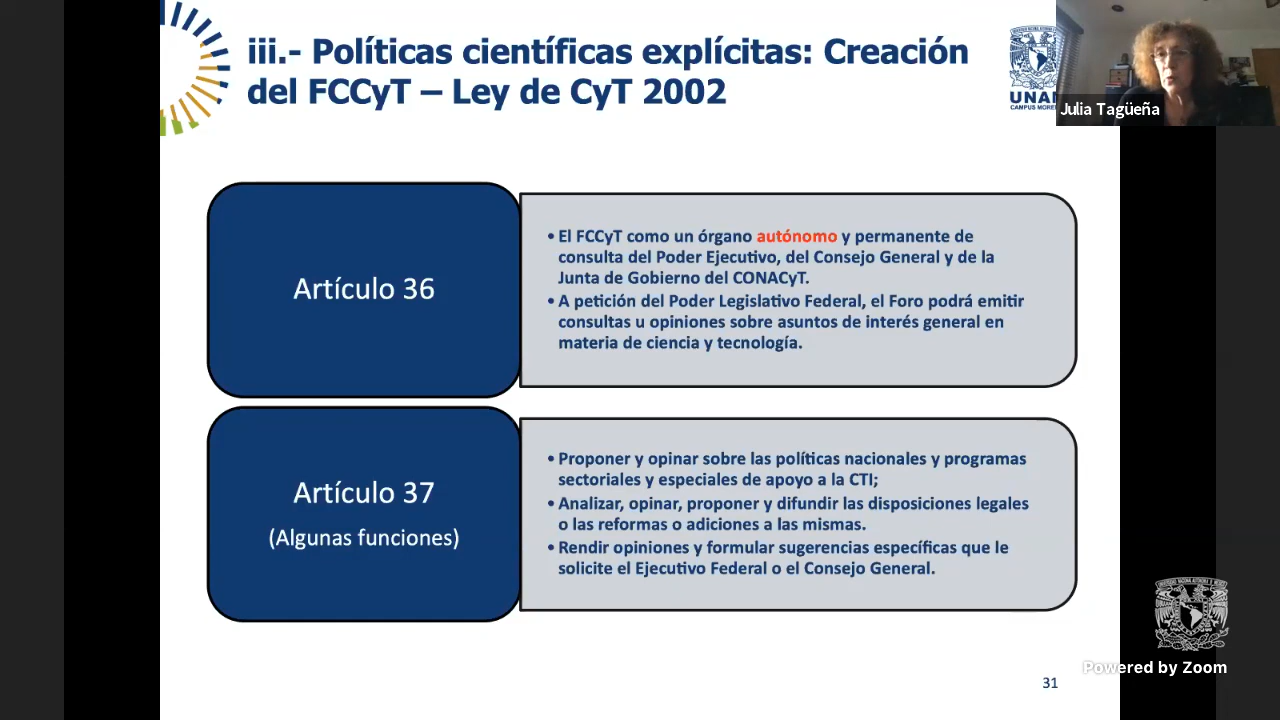 iii.- Políticas científicas explícitas: Creación
del FCCyT – Ley de CyT 2002
CAMPUS
Julia Tagüeña
Artículo 36
• El FCCyT como un órgano autónomo y permanente de
consulta del Poder Ejecutivo, del Consejo General y de la
Junta de Gobierno del CONACyT.
• A petición del Poder Legislativo Federal, el Foro podrá emitir
consultas u opiniones sobre asuntos de interés general en
materia de ciencia y tecnología.
Artículo 37
(Algunas funciones)
• Proponer y opinar sobre las políticas nacionales y programas
sectoriales y especiales de apoyo a la CTI;
• Analizar, opinar, proponer y difundir las disposiciones legales
o las reformas o adiciones a las mismas.
• Rendir opiniones y formular sugerencias específicas que le
solicite el Ejecutivo Federal o el Consejo General.
Powered by Zoom
31